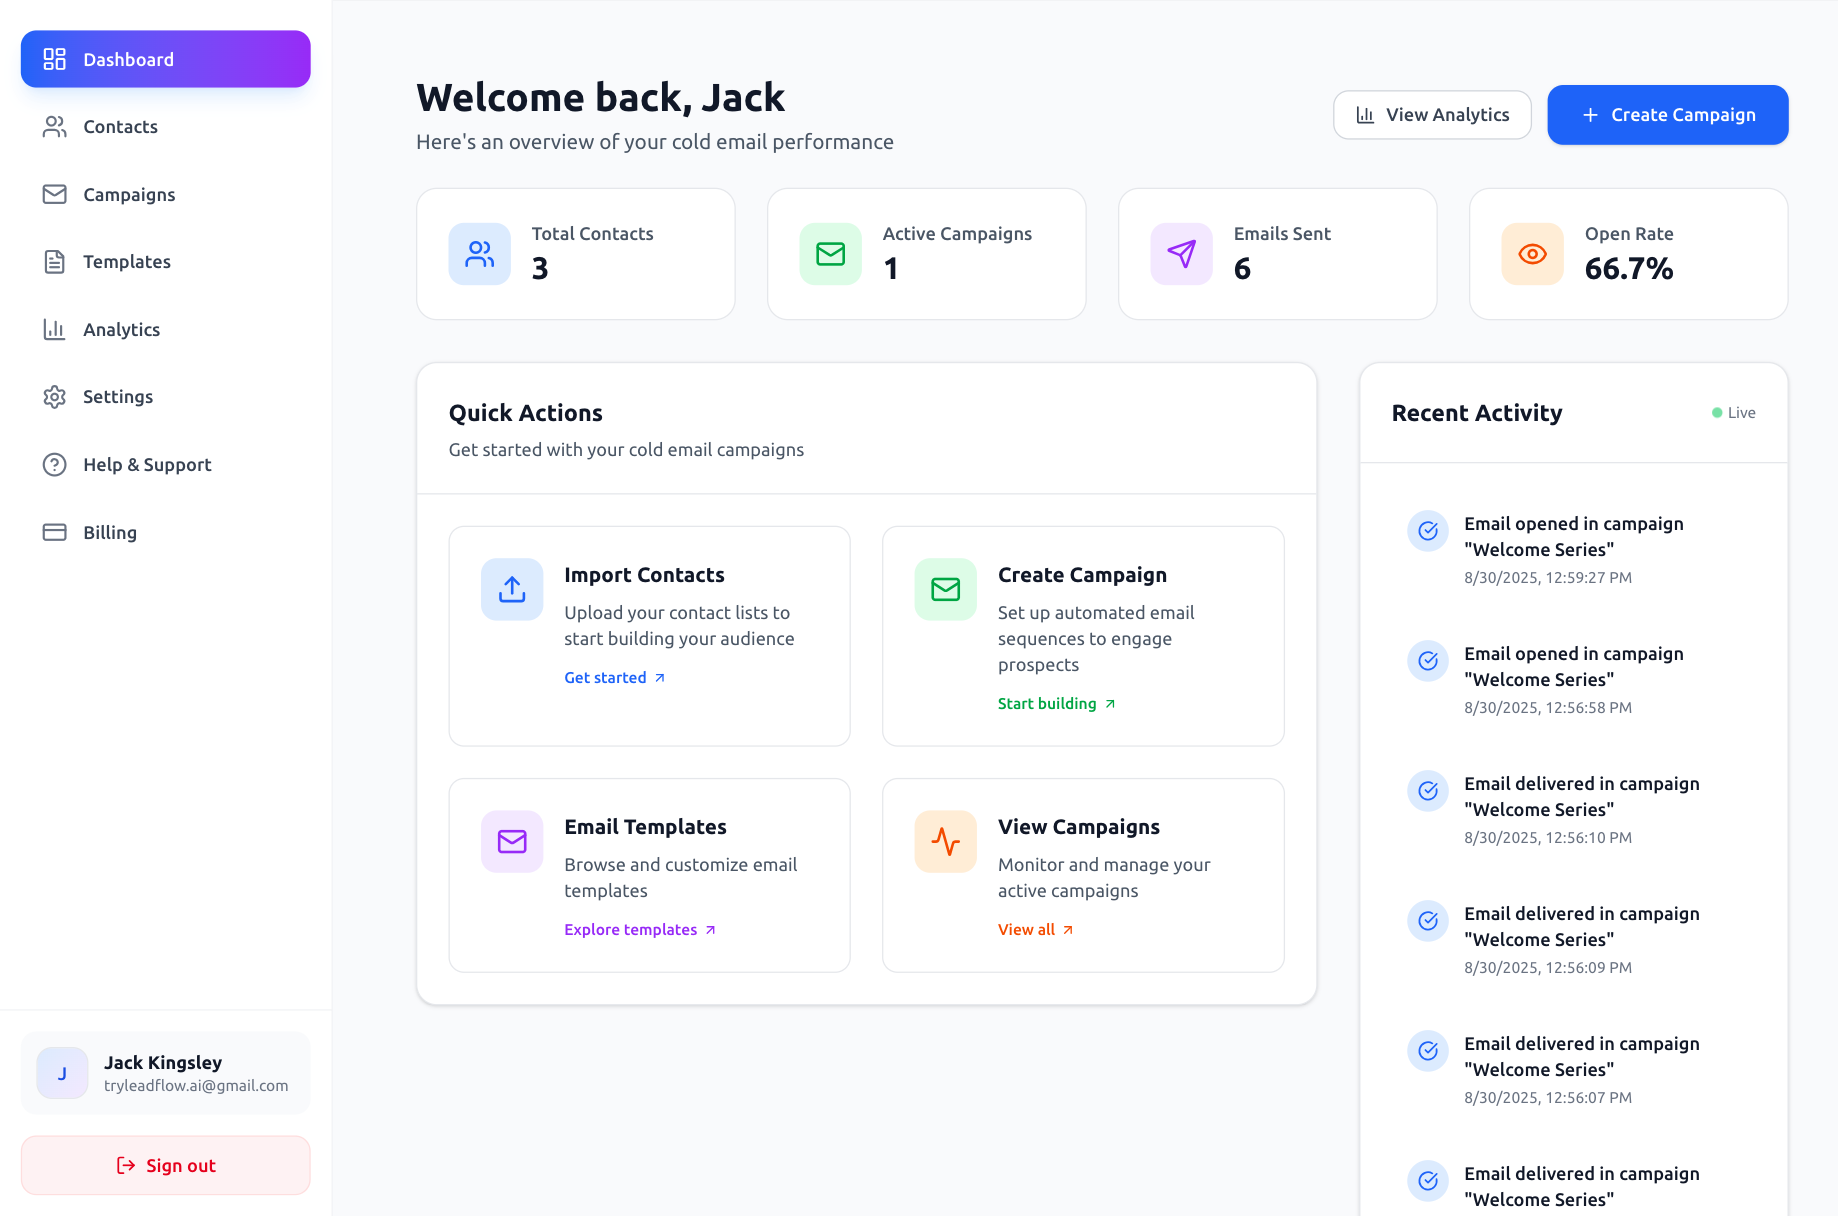 Dashboard
Contacts
Campaigns
Templates
Analytics
Settings
Help & Support
Billing
J
Jack Kingsley
tryleadflow.ai@gmail.com
Sign out
Welcome back, Jack
Here's an overview of your cold email performance
View Analytics
Create Campaign
Total Contacts
3
Active Campaigns
1
Emails Sent
6
Open Rate
66.7%
Quick Actions
Get started with your cold email campaigns
Import Contacts
Upload your contact lists to
start building your audience
Get started
Create Campaign
Set up automated email
sequences to engage
prospects
Start building
Email Templates
Browse and customize email
templates
Explore templates
View Campaigns
Monitor and manage your
active campaigns
View all
Recent Activity
Live
Email opened in campaign
"Welcome Series"
8/30/2025, 12:59:27 PM
Email opened in campaign
"Welcome Series"
8/30/2025, 12:56:58 PM
Email delivered in campaign
"Welcome Series"
8/30/2025, 12:56:10 PM
Email delivered in campaign
"Welcome Series"
8/30/2025, 12:56:09 PM
Email delivered in campaign
"Welcome Series"
8/30/2025, 12:56:07 PM
Email delivered in campaign
"Welcome Series"